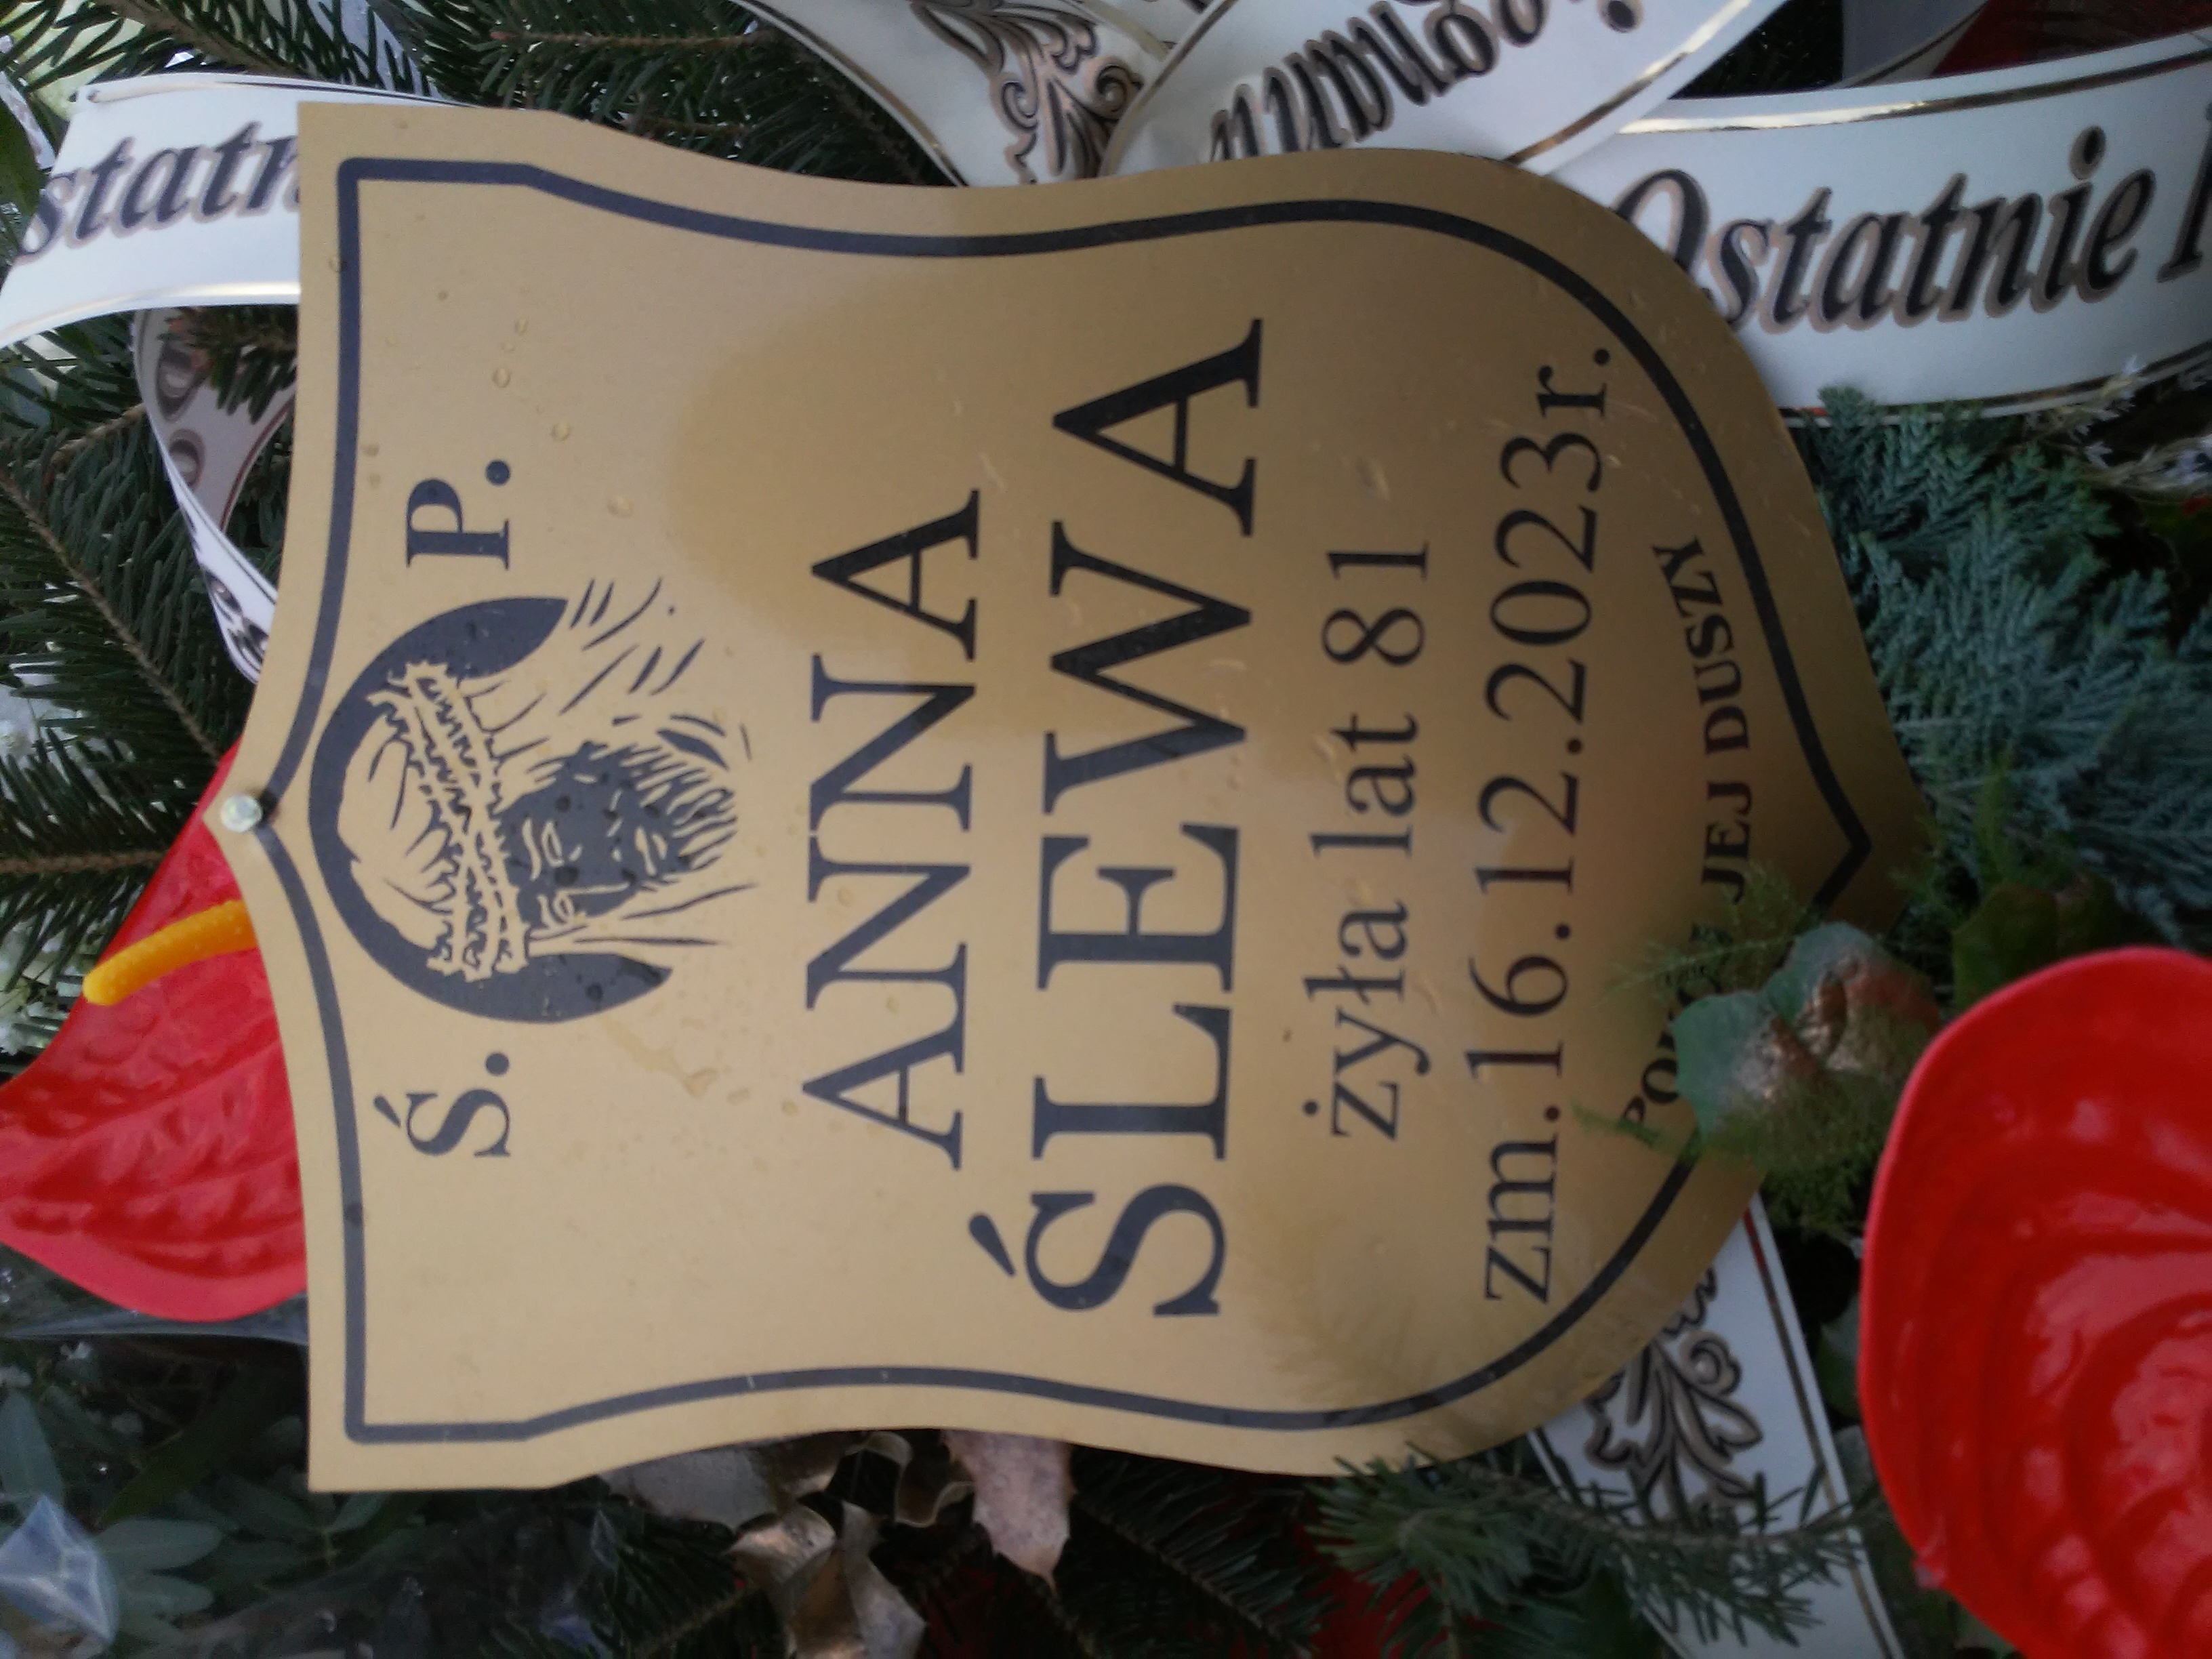 Ś. P.
ANNA
ŚLEWA
żyła lat 81
zm.16.12.2023r.
JEJ DUSZY
Ostatnie